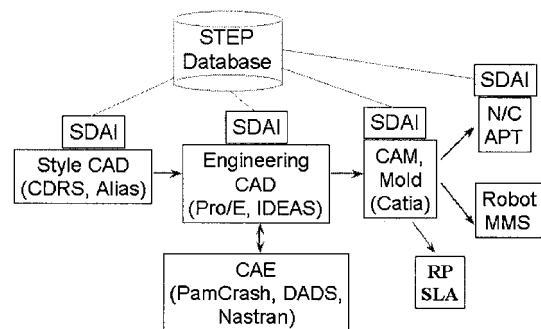 STEP
Database
SDAI
SDAI
SDAI
SDAI
Style CAD
(CDRS, Alias)
Engineering
CAD
(Pro/E, IDEAS)
CAM,
Mold
(Catia)
N/C
APT
Robot
MMS
RP
SLA
CAE
(PamCrash, DADS,
Nastran)